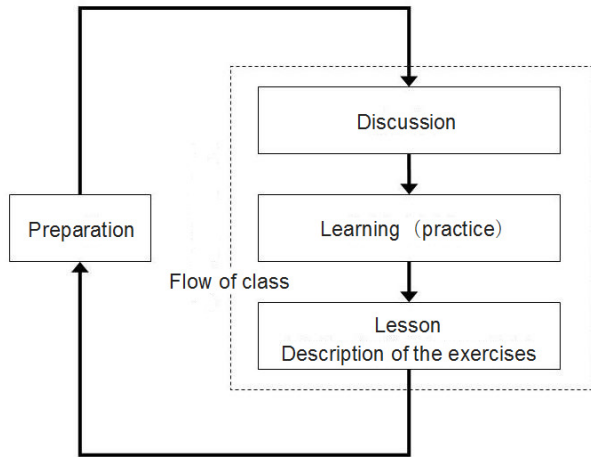 Discussion
Preparation
Learning（practice）
Flow of class
Lesson
Description of the exercises